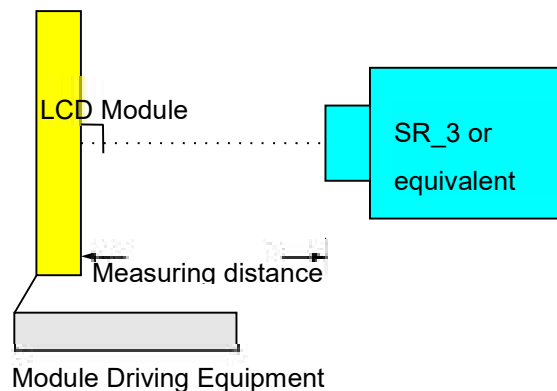 LCD Module
SR_3 or
equivalent
Measuring distance
Module Driving Equipment